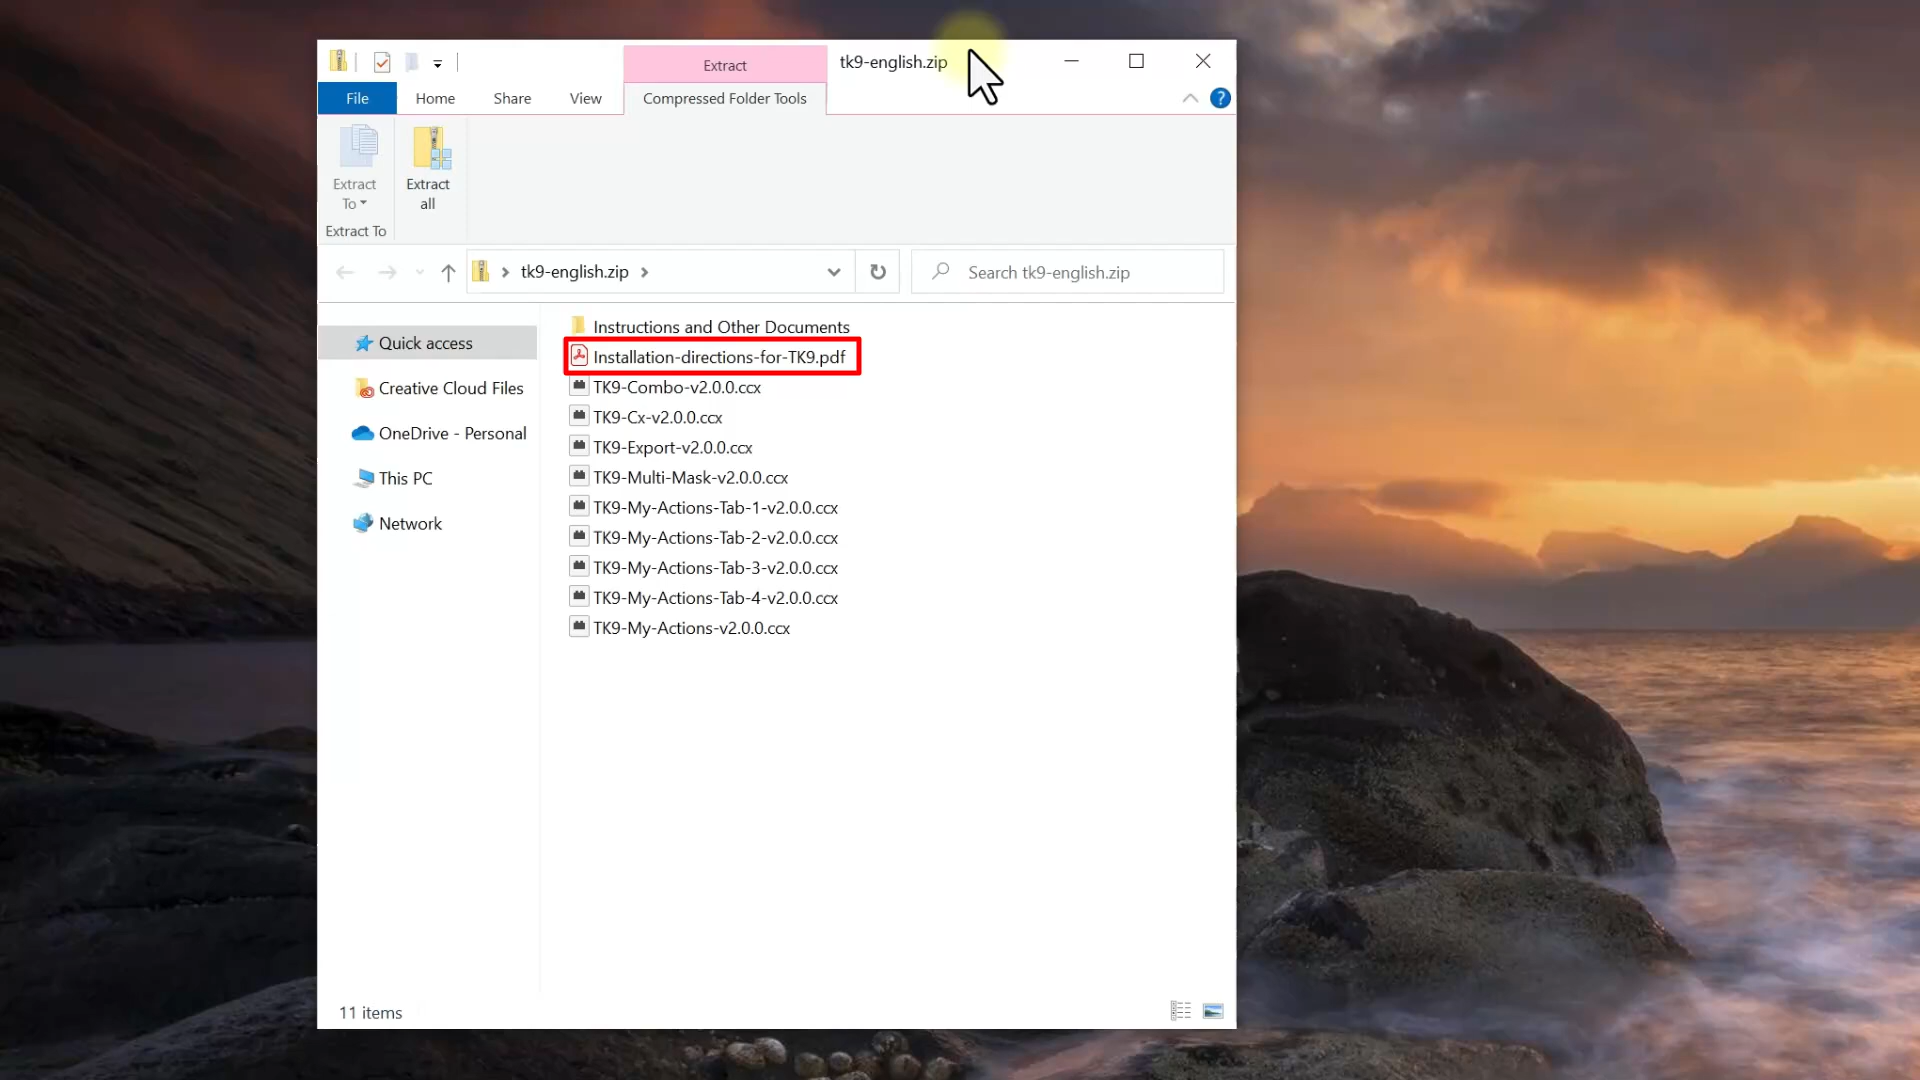 Extract
tk9-english.zip
File
Home
Share
View
Compressed Folder Tools
?
Extract
To
Extract
all
Extract To
tk9-english.zip
Search tk9-english.zip
Quick access
Creative Cloud Files
OneDrive - Personal
This PC
Network
Instructions and Other Documents
Installation-directions-for-TK9.pdf
TK9-Combo-v2.0.0.ccx
TK9-Cx-v2.0.0.ccx
TK9-Export-v2.0.0.ccx
TK9-Multi-Mask-v2.0.0.ccx
TK9-My-Actions-Tab-1-v2.0.0.ccx
TK9-My-Actions-Tab-2-v2.0.0.ccx
TK9-My-Actions-Tab-3-v2.0.0.ccx
TK9-My-Actions-Tab-4-v2.0.0.ccx
TK9-My-Actions-v2.0.0.ccx
11 items